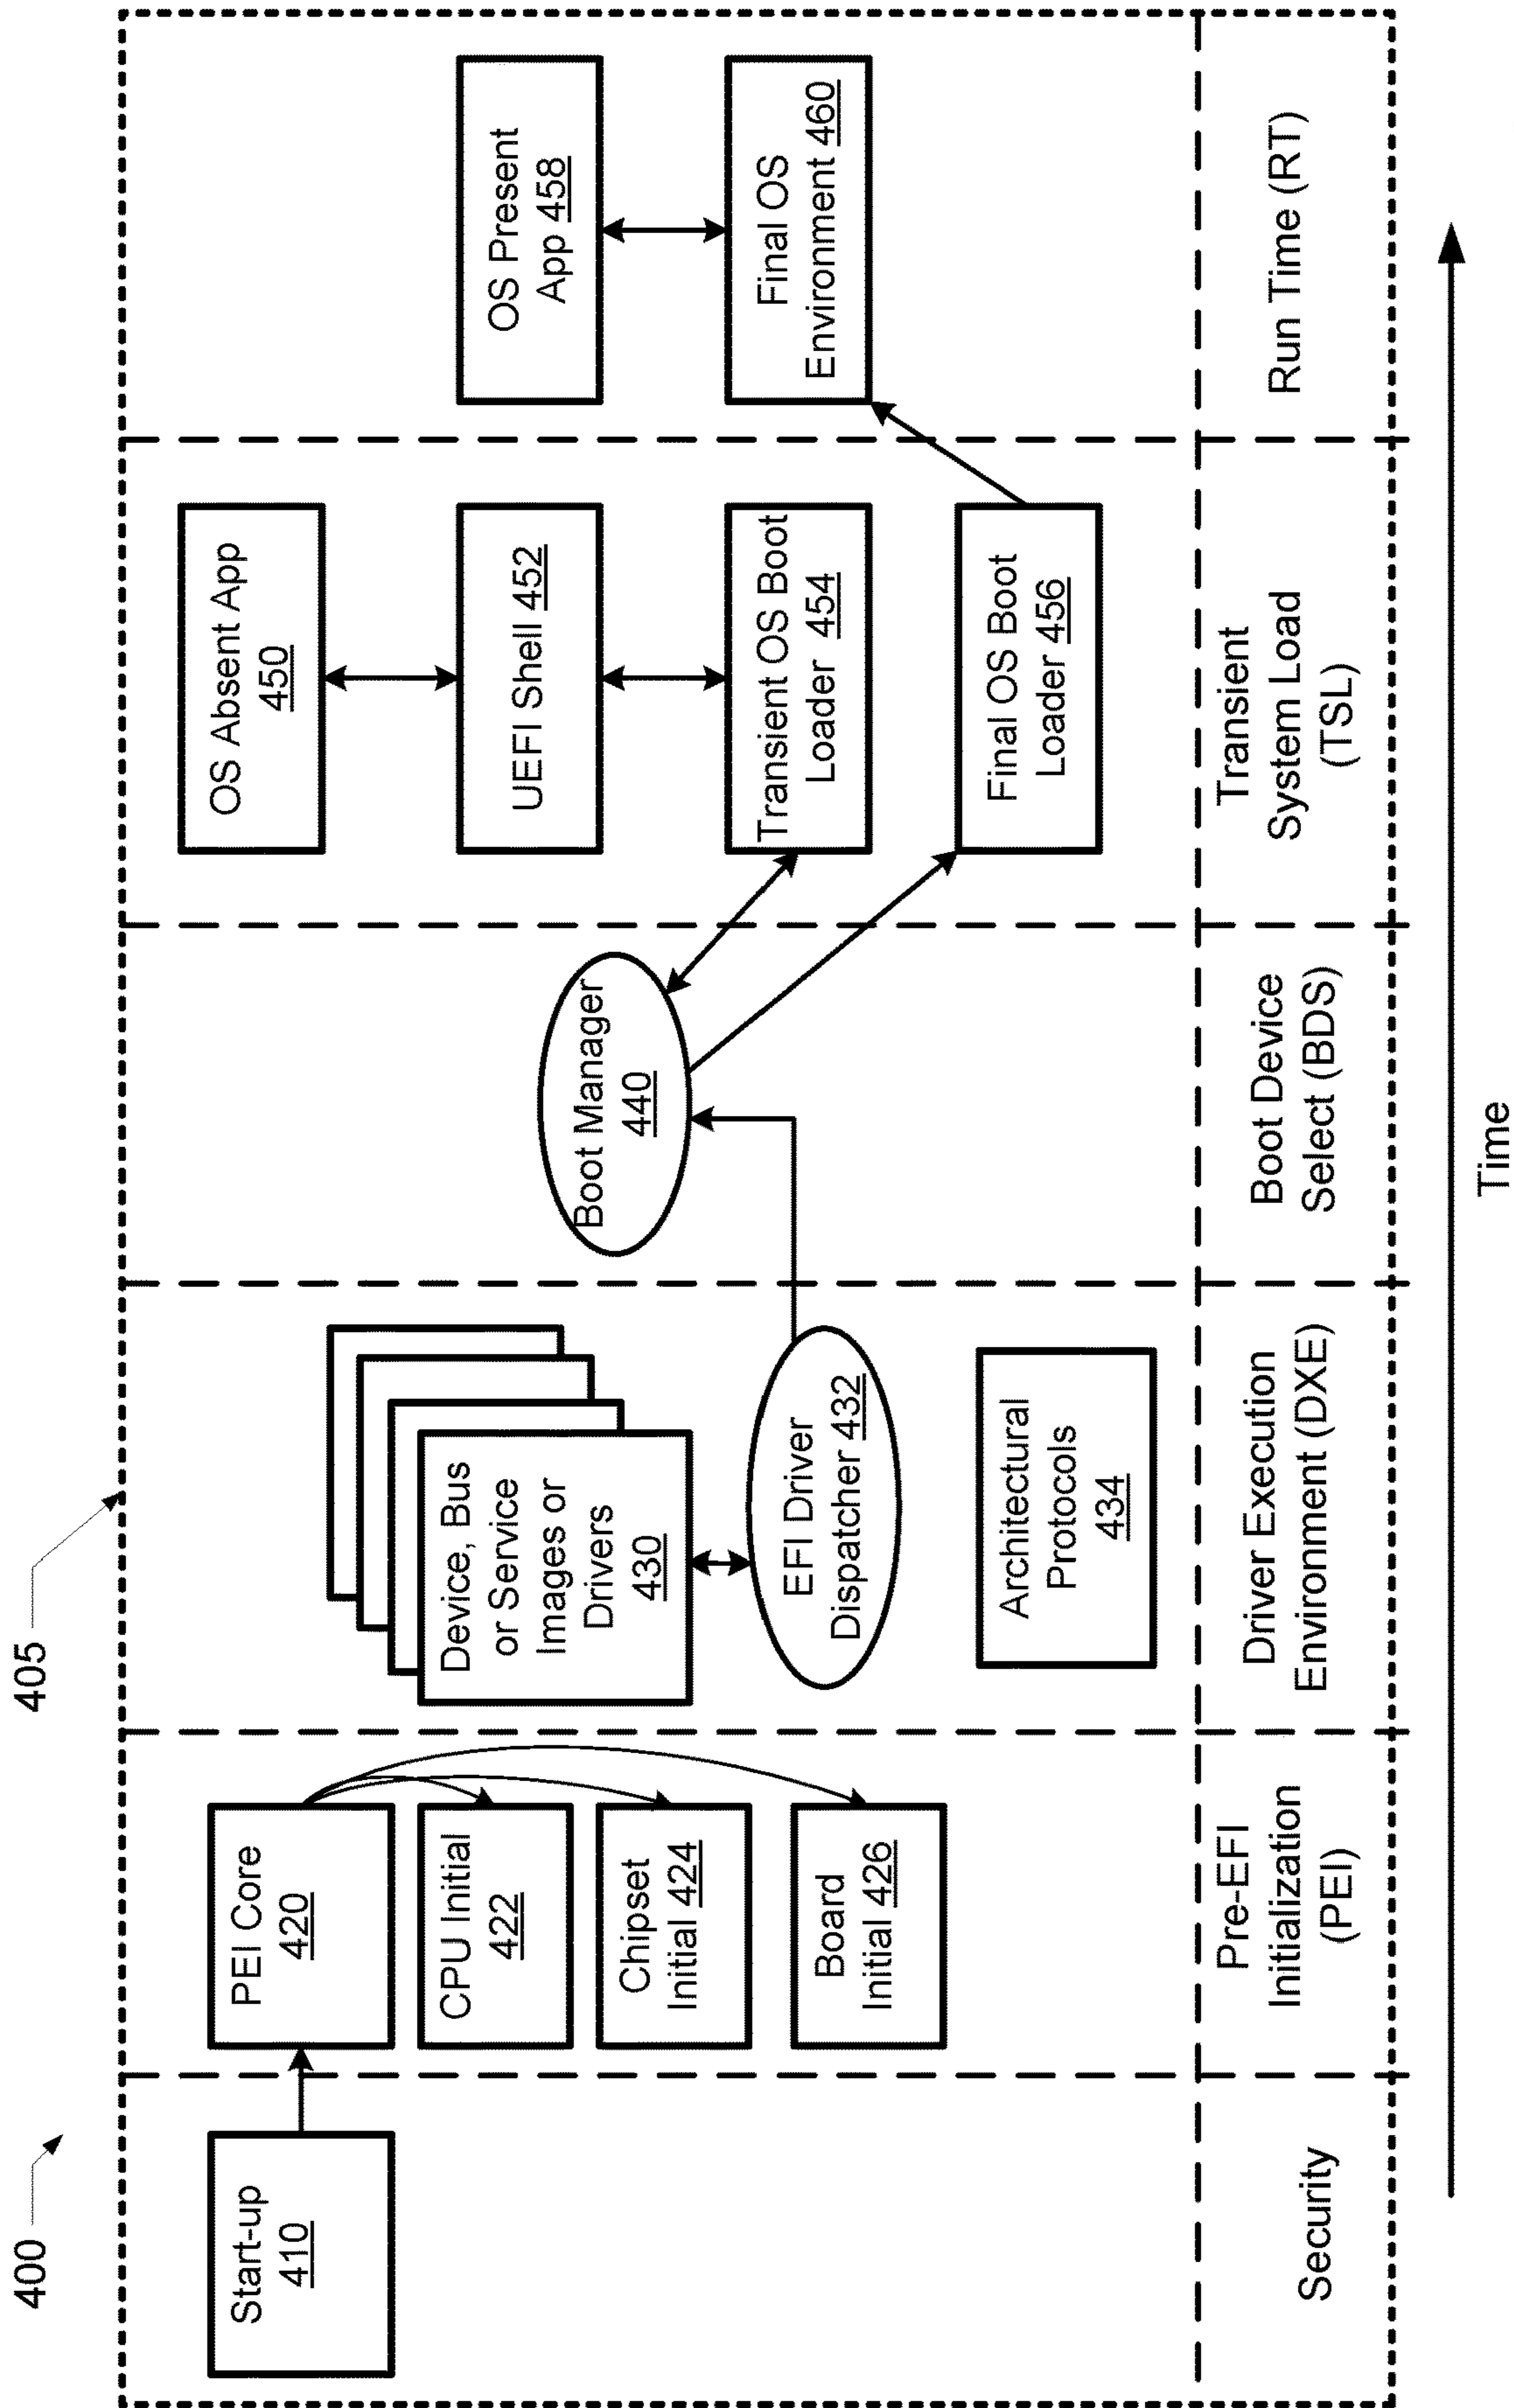 400
405
Start-up
410
PEI Core
420
CPU Initial
422
Chipset
Initial 424
Board
Initial 426
Device, Bus
or Service
Images or
Drivers
430
EFI Driver
Dispatcher 432
Architectural
Protocols
434
Boot Manager
440
OS Absent App
450
UEFI Shell 452
Transient OS Boot
Loader 454
Final OS Boot
Loader 456
OS Present
App 458
Final OS
Environment 460
Security
Pre-EFI
Initialization
(PEI)
Driver Execution
Environment (DXE)
Boot Device
Select (BDS)
Transient
System Load
(TSL)
Run Time (RT)
Time